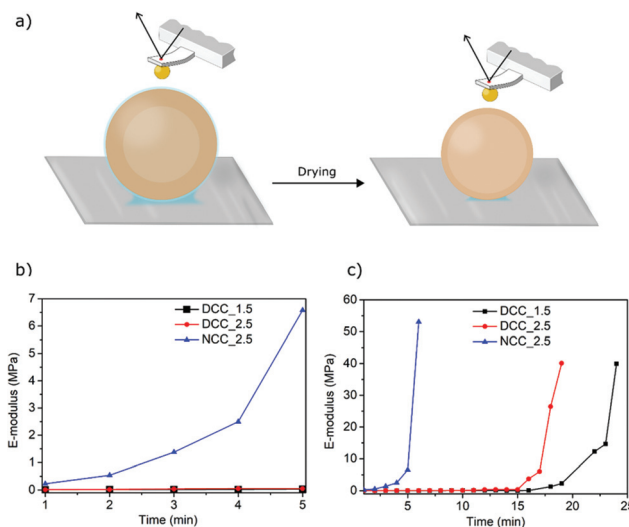 a)
Drying
b)
7
6
5
4
3
2
1
0
E-modulus (MPa)
DCC_1.5
DCC_2.5
NCC_2.5
1 2 3 4 5
Time (min)
c)
60
50
40
30
20
10
0
E-modulus (MPa)
DCC_1.5
DCC_2.5
NCC_2.5
5 10 15 20 25
Time (min)